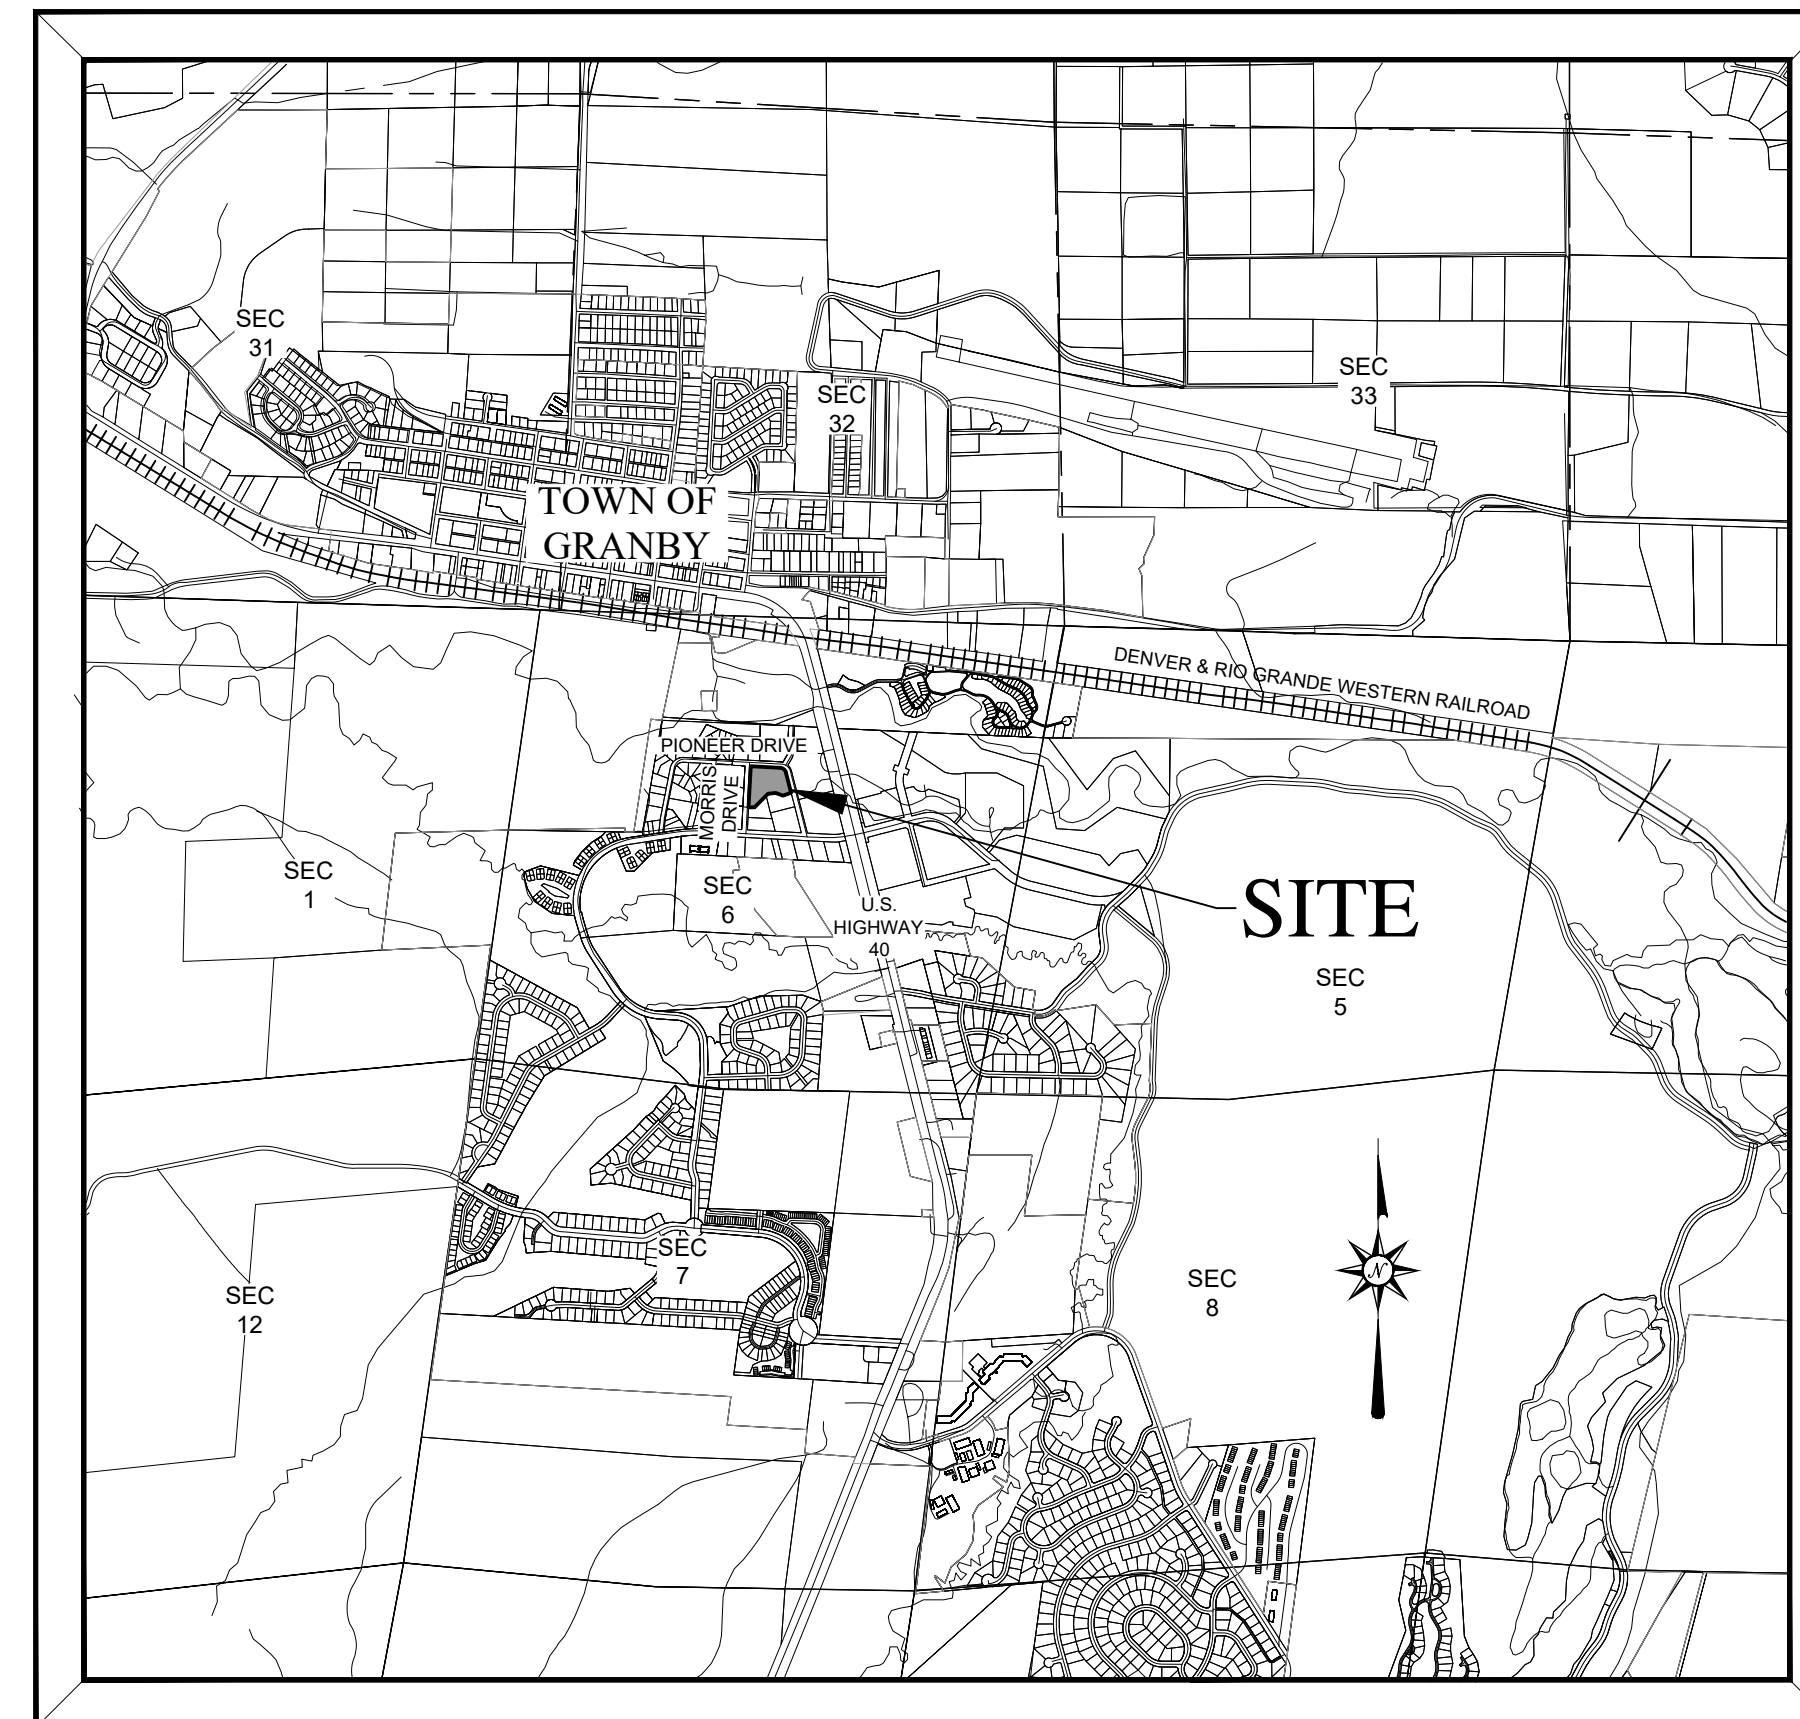 SEC
31
SEC
33
SEC
32
TOWN OF
GRANBY
DENVER & RIO GRANDE WESTERN RAILROAD
PIONEER DRIVE
MORRIS
DRIVE
SEC
1
SEC
6
U.S.
HIGHWAY
40
SITE
SEC
5
SEC
7
SEC
8
N
SEC
12